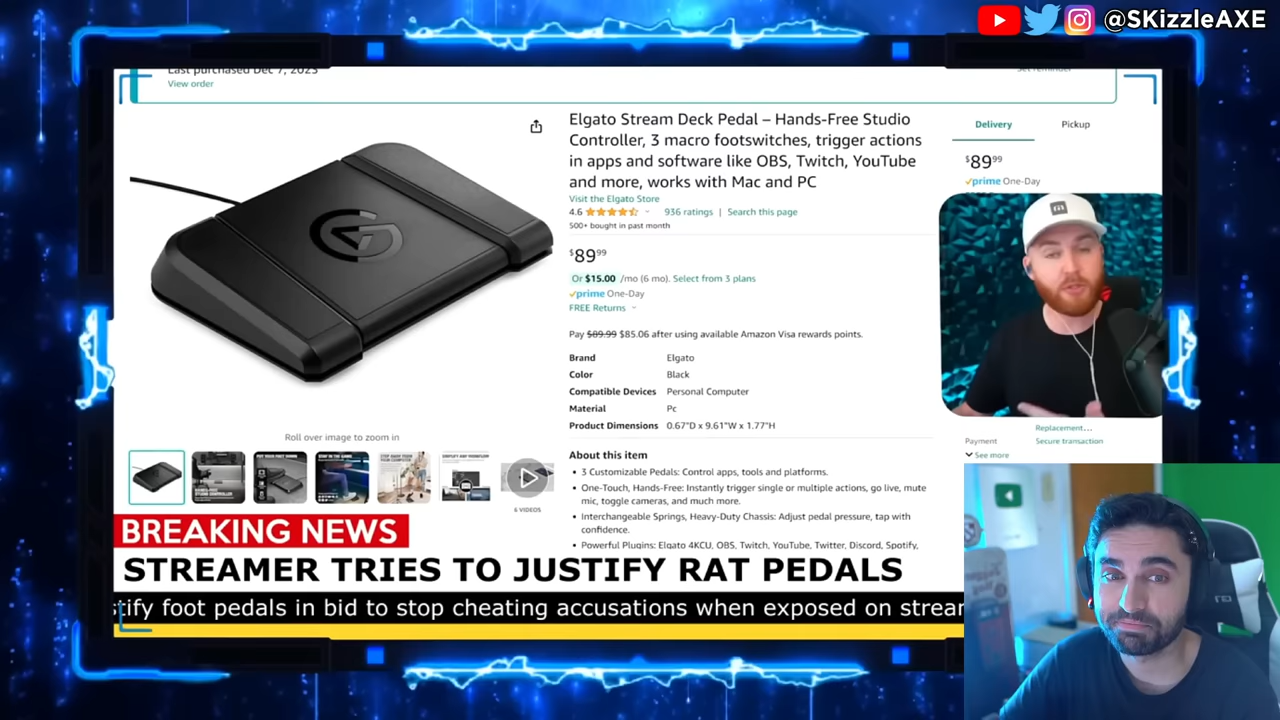 @SKizzleAXE
Last purchased Dec 7, 2023
View order
Set reminder
Elgato Stream Deck Pedal – Hands-Free Studio
Controller, 3 macro footswitches, trigger actions
in apps and software like OBS, Twitch, YouTube
and more, works with Mac and PC
Visit the Elgato Store
4.6 936 ratings | Search this page
500+ bought in past month
$89.99
Or $15.00 /mo (6 mo). Select from 3 plans
prime One-Day
FREE Returns
Pay $89.99 $85.06 after using available Amazon Visa rewards points.
Brand Elgato
Color Black
Compatible Devices Personal Computer
Material Pc
Product Dimensions 0.67"D x 9.61"W x 1.77"H
About this item
• 3 Customizable Pedals: Control apps, tools and platforms.
• One-Touch, Hands-Free: Instantly trigger single or multiple actions, go live, mute
mic, toggle cameras, and much more.
• Interchangeable Springs, Heavy-Duty Chassis: Adjust pedal pressure, tap with
confidence.
• Powerful Plugins: Elgato 4KCU, OBS, Twitch, YouTube, Twitter, Discord, Spotify,
Delivery Pickup
$89.99
prime One-Day
Replacement...
Payment Secure transaction
See more
Roll over image to zoom in
6 VIDEOS
BREAKING NEWS
STREAMER TRIES TO JUSTIFY RAT PEDALS
tify foot pedals in bid to stop cheating accusations when exposed on strear